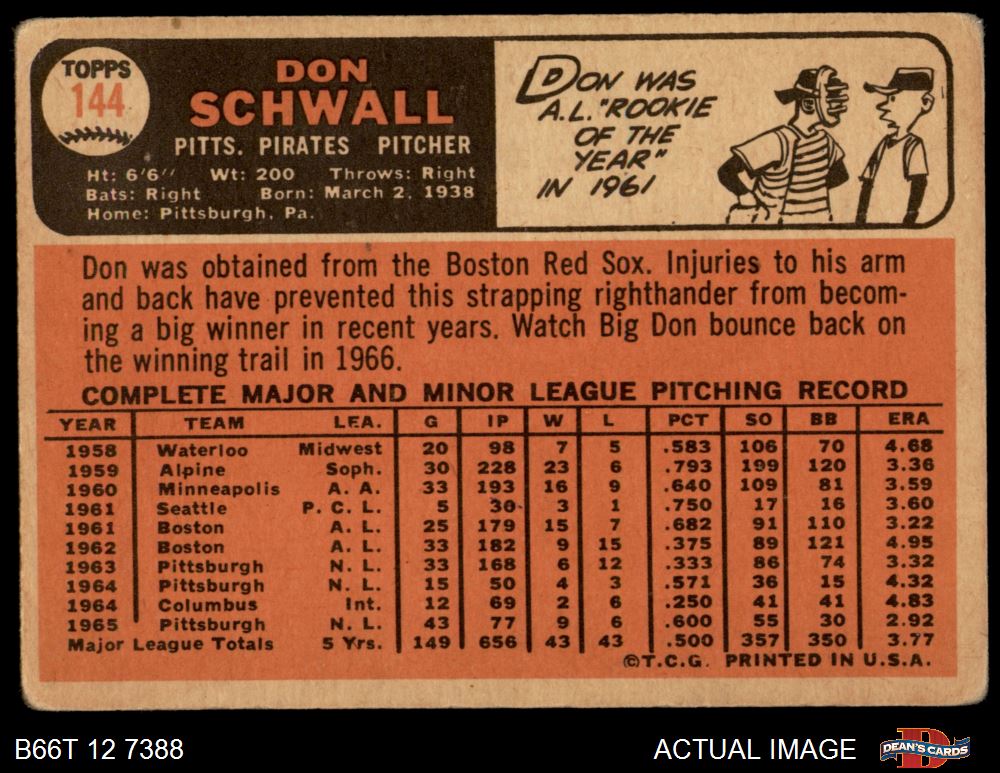 TOPPS
144
DON
SCHWALL
PITTS. PIRATES PITCHER
Ht: 6'6" Wt: 200 Throws: Right
Bats: Right Born: March 2, 1938
Home: Pittsburgh, Pa.
DON WAS
A.L. "ROOKIE
OF THE
YEAR"
IN 1961
Don was obtained from the Boston Red Sox. Injuries to his arm
and back have prevented this strapping righthander from becom-
ing a big winner in recent years. Watch Big Don bounce back on
the winning trail in 1966.
COMPLETE MAJOR AND MINOR LEAGUE PITCHING RECORD
YEAR TEAM LEA. G IP W L PCT SO BB ERA
1958 Waterloo Midwest 20 98 7 5 .583 106 70 4.68
1959 Alpine Soph. 30 228 23 6 .793 199 120 3.36
1960 Minneapolis A. A. 33 193 16 9 .640 109 81 3.59
1961 Seattle P. C. L. 5 30 3 1 .750 17 16 3.60
1961 Boston A. L. 25 179 15 7 .682 91 110 3.22
1962 Boston A. L. 33 182 9 15 .375 89 121 4.95
1963 Pittsburgh N. L. 33 168 6 12 .333 86 74 3.32
1964 Pittsburgh N. L. 15 50 4 3 .571 36 15 4.32
1964 Columbus Int. 12 69 2 6 .250 41 41 4.83
1965 Pittsburgh N. L. 43 77 9 6 .600 55 30 2.92
Major League Totals 5 Yrs. 149 656 43 43 .500 357 350 3.77
©T.C.G. PRINTED IN U.S.A.
B66T 12 7388
ACTUAL IMAGE
DEAN'S CARDS